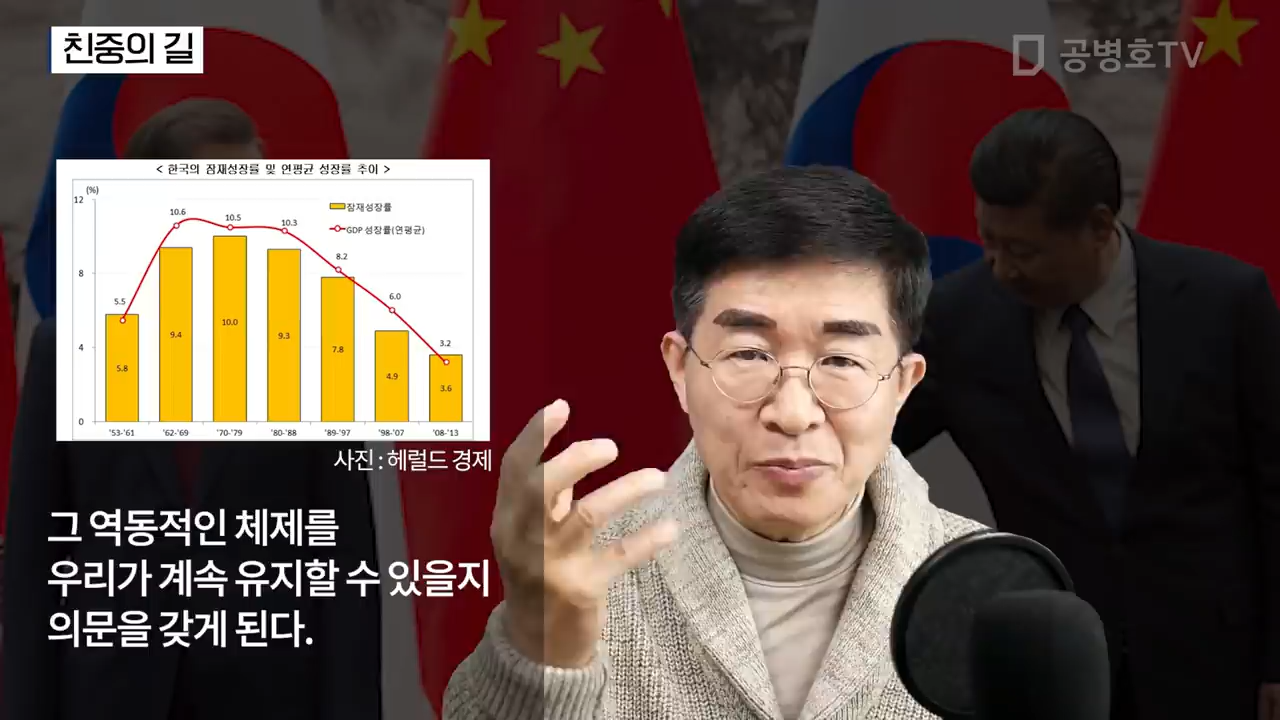 친중의 길
공병호TV
< 한국의 잠재성장률 및 연평균 성장률 추이 >
(%)
12
8
4
0
잠재성장률
GDP 성장률(연평균)
5.5
10.6
10.5
10.3
8.2
6.0
3.2
5.8
9.4
10.0
9.3
7.8
4.9
3.6
'53-'61
'62-'69
'70-'79
'80-'88
'89-'97
'98-'07
'08-'13
사진 : 헤럴드 경제
그 역동적인 체제를
우리가 계속 유지할 수 있을지
의문을 갖게 된다.